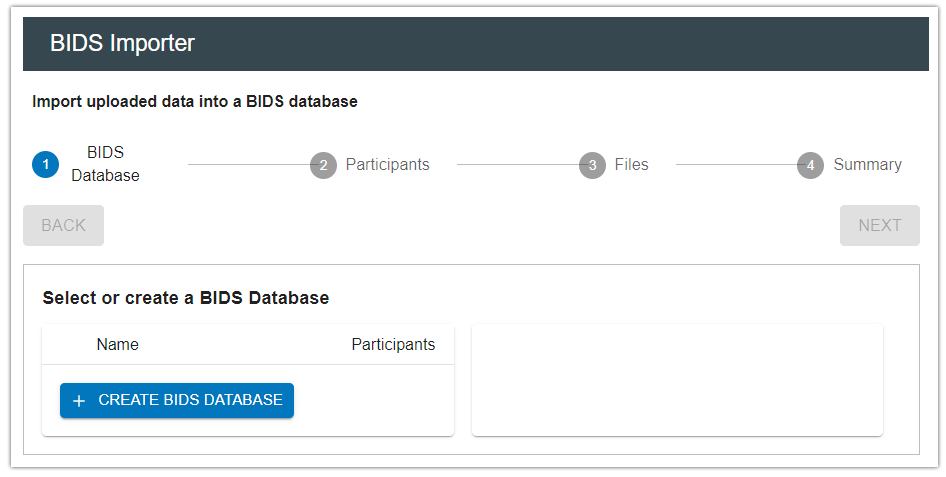 BIDS Importer
Import uploaded data into a BIDS database
1 BIDS Database 2 Participants 3 Files 4 Summary
BACK NEXT
Select or create a BIDS Database
Name Participants
+ CREATE BIDS DATABASE